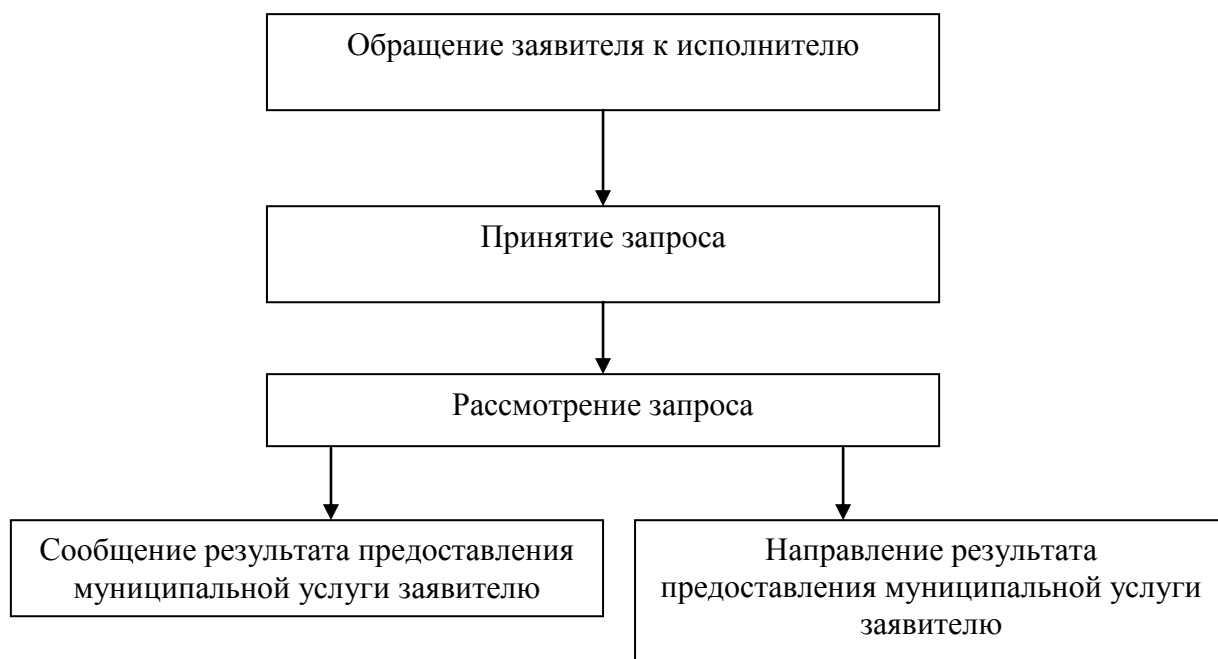 Обращение заявителя к исполнителю
Принятие запроса
Рассмотрение запроса
Сообщение результата предоставления
муниципальной услуги заявителю
Направление результата
предоставления муниципальной услуги
заявителю